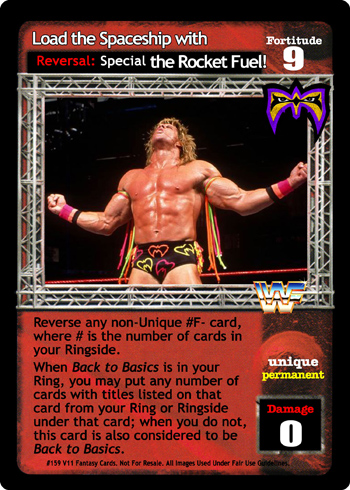 Load the Spaceship with
Fortitude
Reversal: Special the Rocket Fuel!
9
WF
Reverse any non-Unique #F- card,
where # is the number of cards in
your Ringside.
When Back to Basics is in your
Ring, you may put any number of
cards with titles listed on that
card from your Ring or Ringside
under that card; when you do not,
this card is also considered to be
Back to Basics.
unique
permanent
Damage
0
#159 V11 Fantasy Cards. Not For Resale. All Images Used Under Fair Use Guidelines.